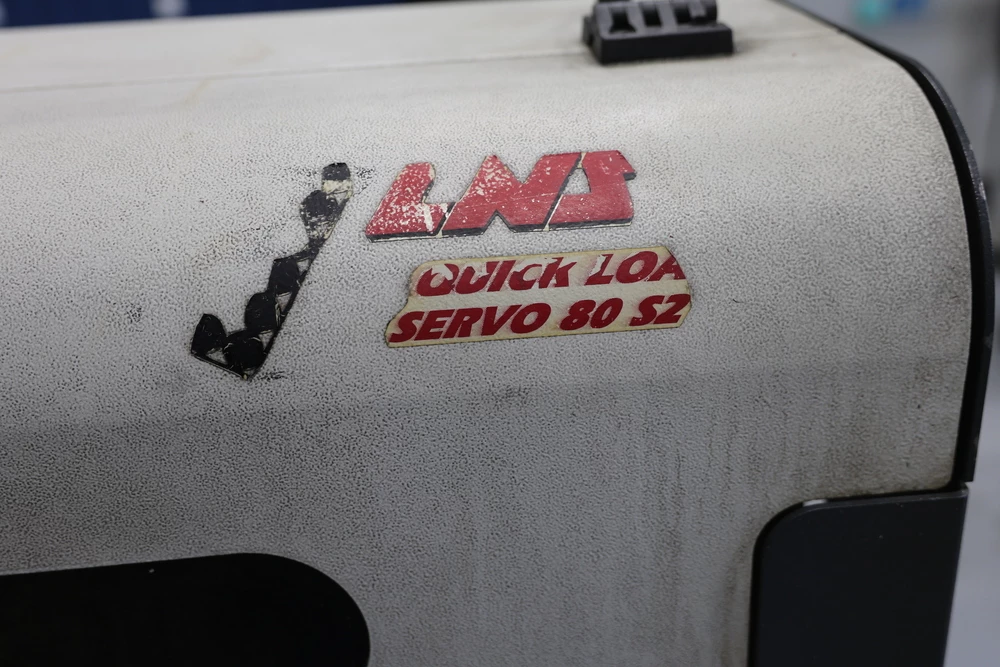 LNS
QUICK LOA
SERVO 80 S2